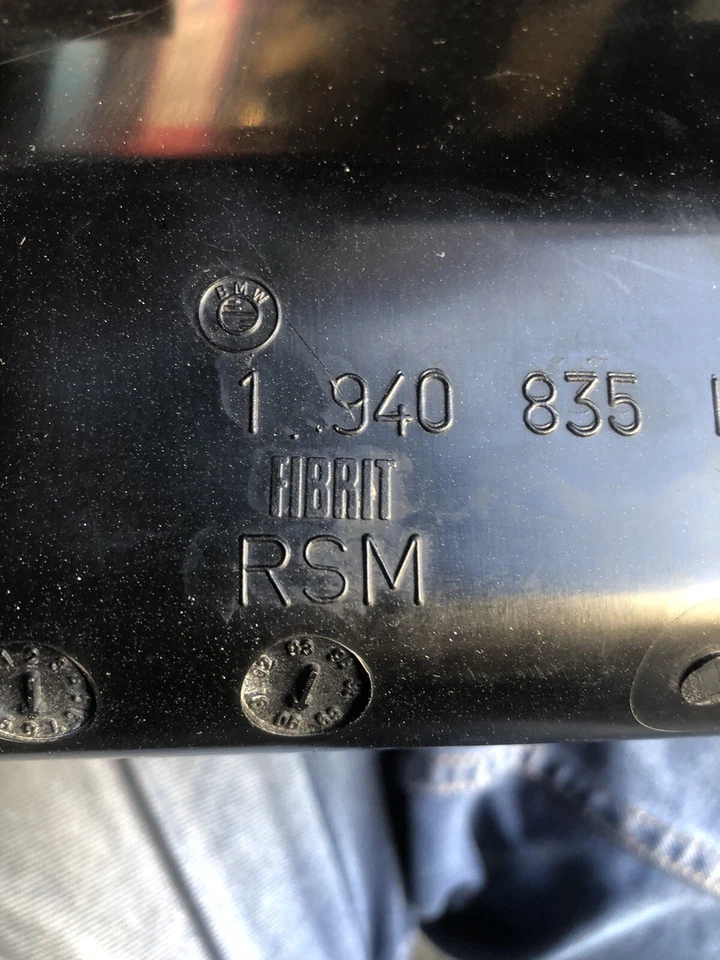 BMW
1 940 835
FIBRIT
RSM